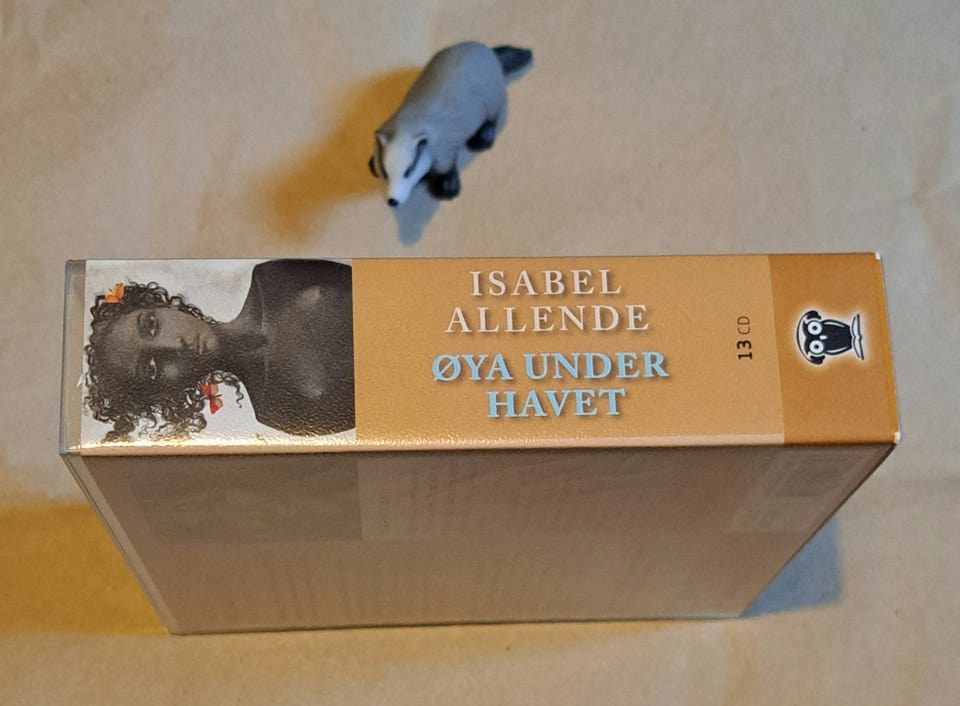 ISABEL
ALLENDE
ØYA UNDER
HAVET
13 CD